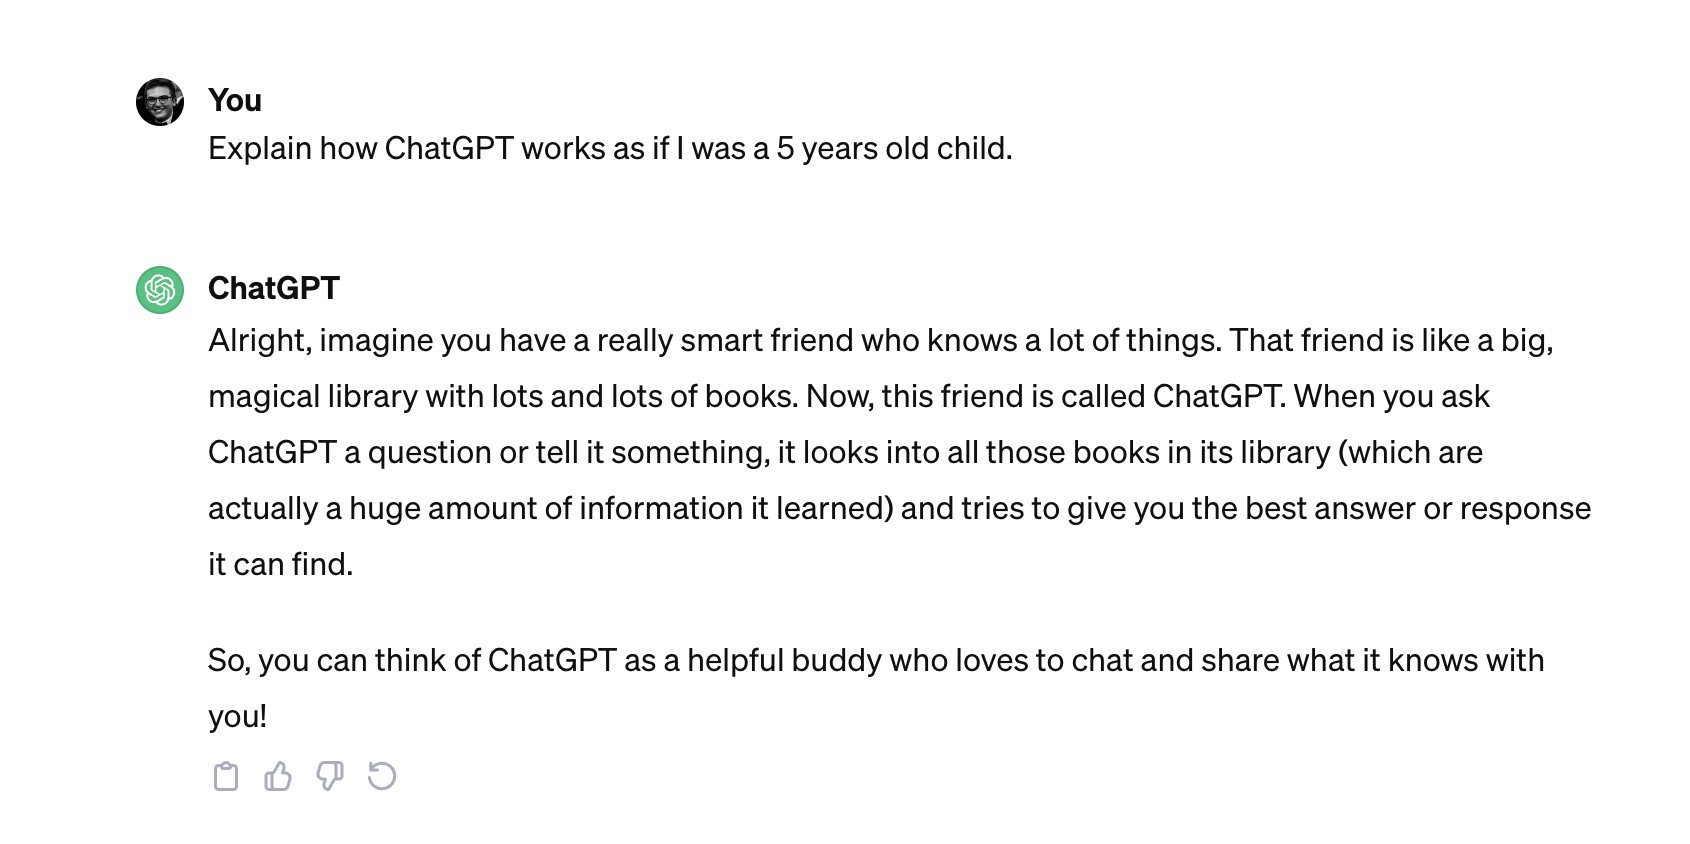 You
Explain how ChatGPT works as if I was a 5 years old child.
ChatGPT
Alright, imagine you have a really smart friend who knows a lot of things. That friend is like a big,
magical library with lots and lots of books. Now, this friend is called ChatGPT. When you ask
ChatGPT a question or tell it something, it looks into all those books in its library (which are
actually a huge amount of information it learned) and tries to give you the best answer or response
it can find.
So, you can think of ChatGPT as a helpful buddy who loves to chat and share what it knows with
you!